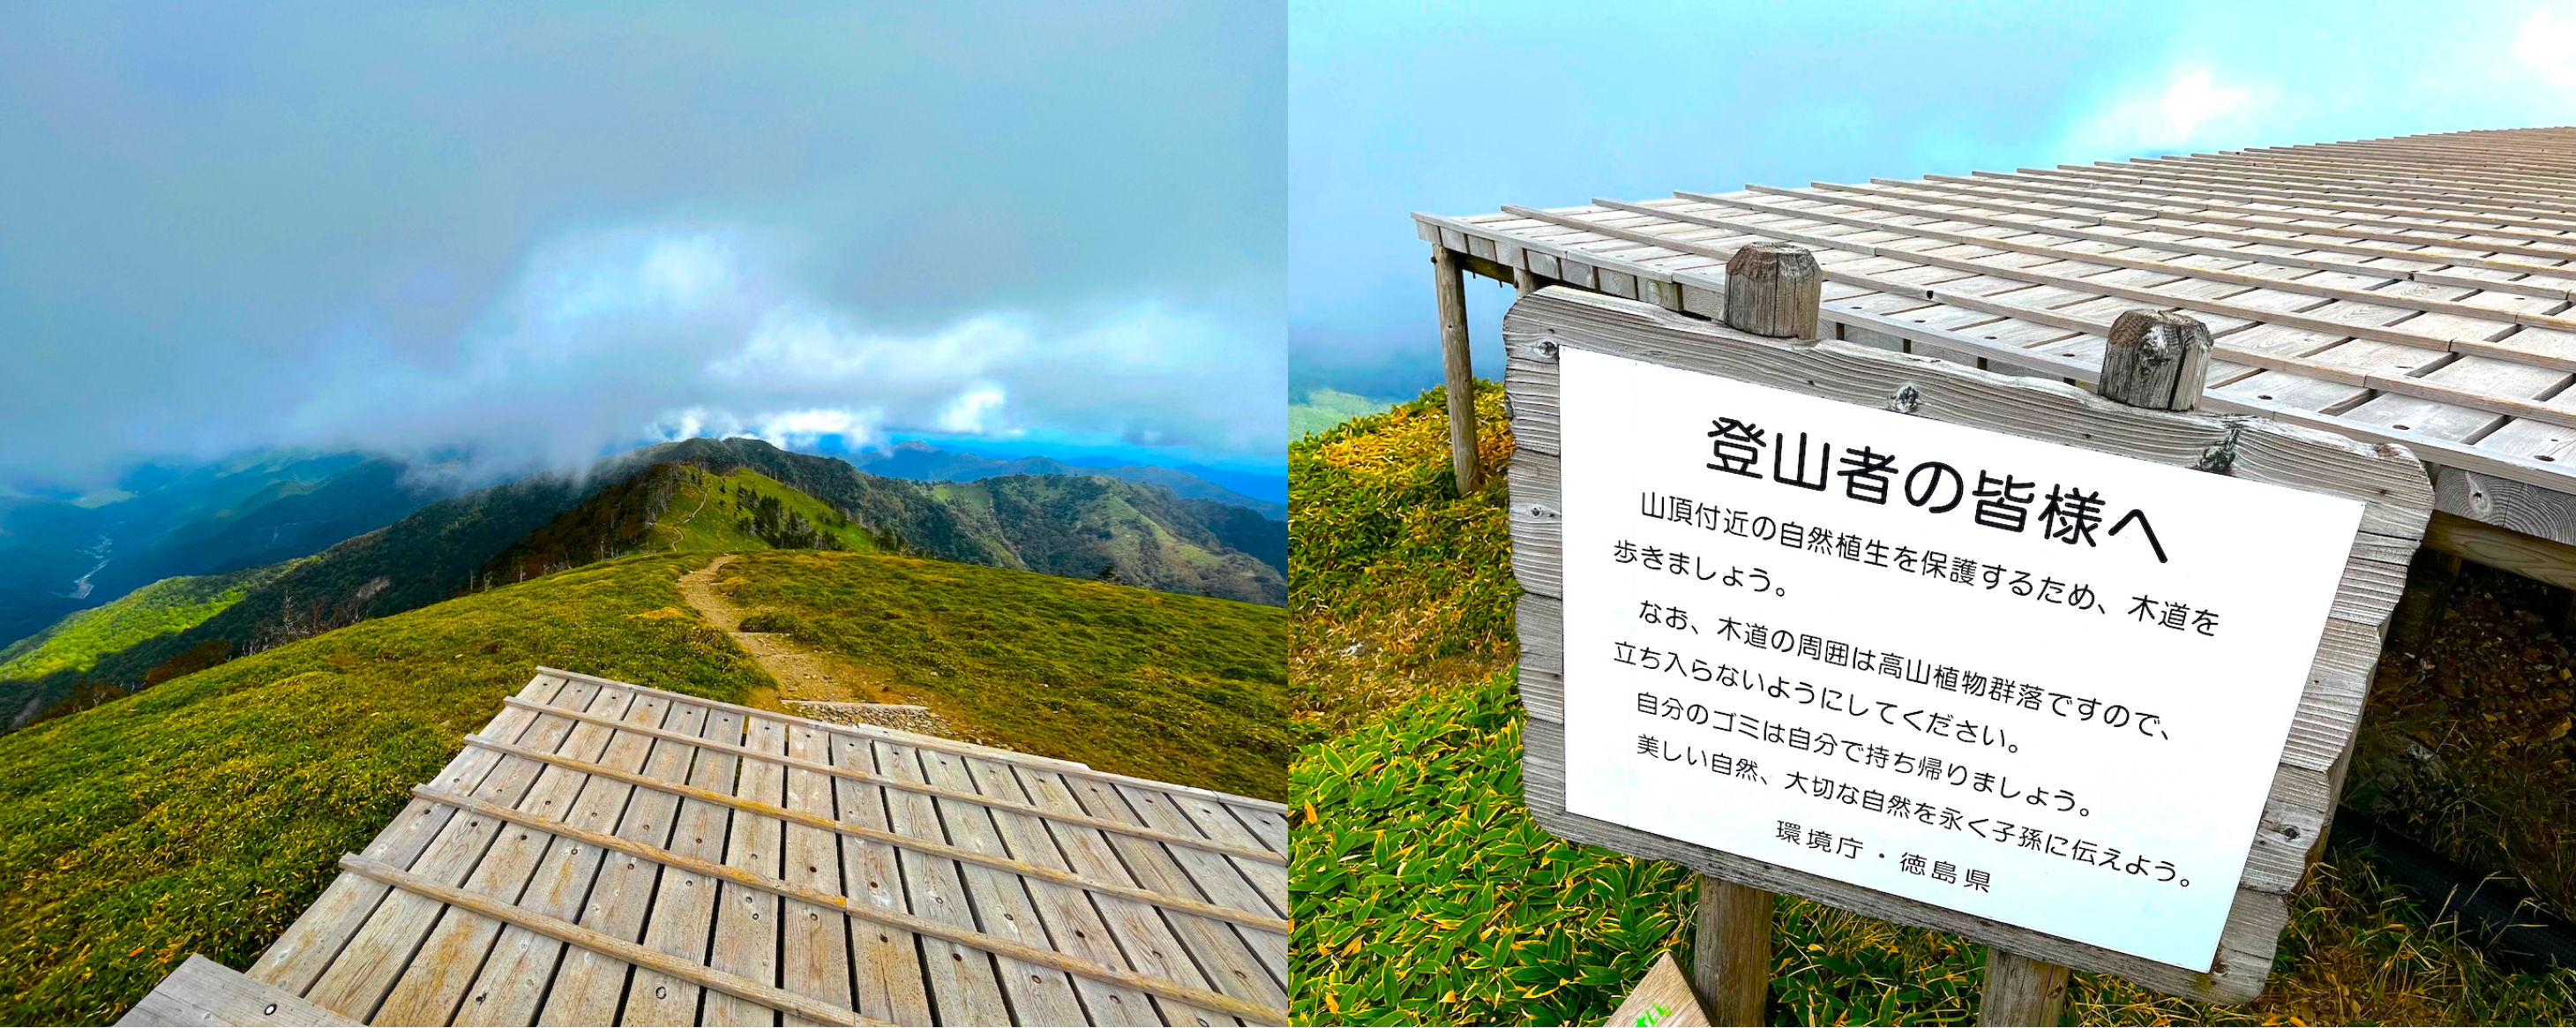 登山者の皆様へ
山頂付近の自然植生を保護するため、木道を
歩きましょう。
なお、木道の周囲は高山植物群落ですので、
立ち入らないようにしてください。
自分のゴミは自分で持ち帰りましょう。
美しい自然、大切な自然を永く子孫に伝えよう。
環境庁・徳島県